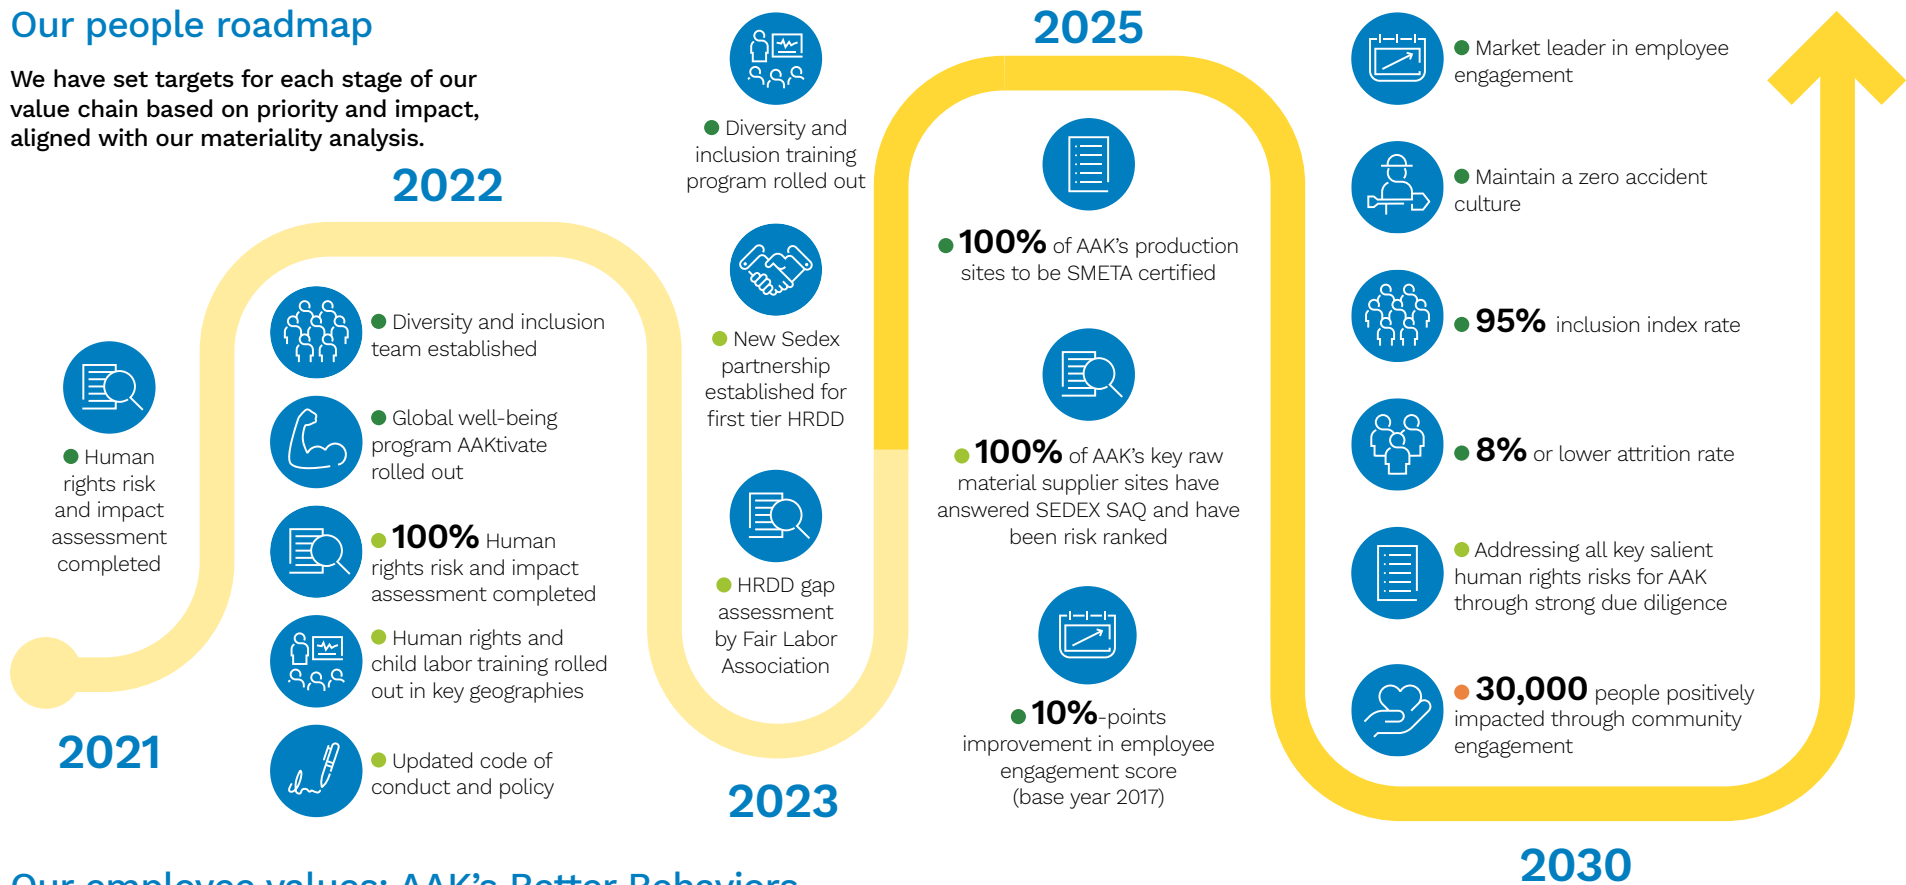 Our people roadmap
We have set targets for each stage of our
value chain based on priority and impact,
aligned with our materiality analysis.
2021
Human
rights risk
and impact
assessment
completed
2022
Diversity and inclusion
team established
Global well-being
program AAKtivate
rolled out
100% Human
rights risk and impact
assessment completed
Human rights and
child labor training rolled
out in key geographies
Updated code of
conduct and policy
2023
Diversity and
inclusion training
program rolled out
New Sedex
partnership
established for
first tier HRDD
HRDD gap
assessment
by Fair Labor
Association
2025
100% of AAK's production
sites to be SMETA certified
100% of AAK's key raw
material supplier sites have
answered SEDEX SAQ and have
been risk ranked
10%-points
improvement in employee
engagement score
(base year 2017)
2030
Market leader in employee
engagement
Maintain a zero accident
culture
95% inclusion index rate
8% or lower attrition rate
Addressing all key salient
human rights risks for AAK
through strong due diligence
30,000 people positively
impacted through community
engagement
Our employee values: AAK's Better Behaviors